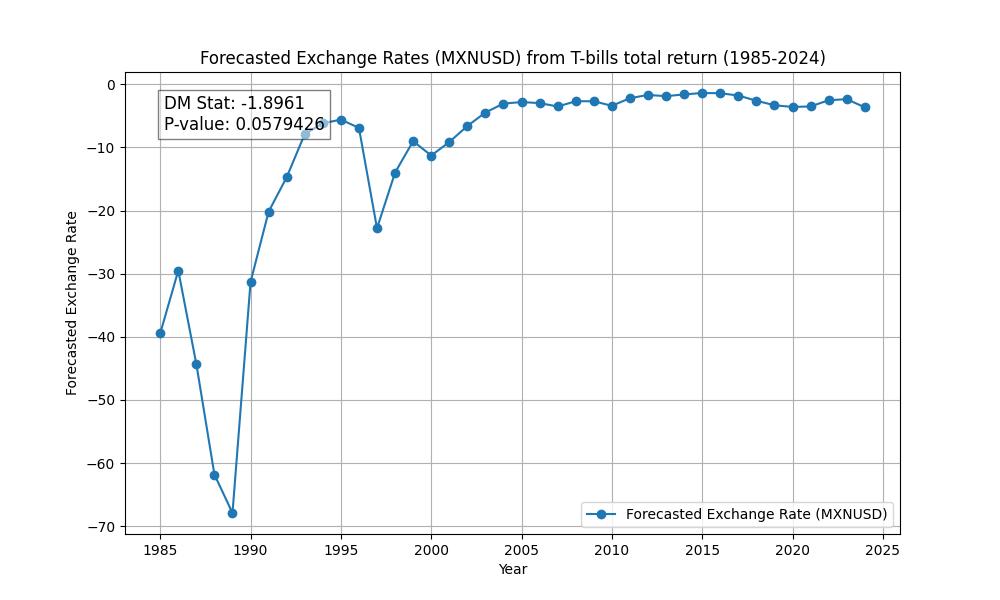 Forecasted Exchange Rates (MXNUSD) from T-bills total return (1985-2024)
DM Stat: -1.8961
P-value: 0.0579426
Forecasted Exchange Rate
0
−10
−20
−30
−40
−50
−60
−70
Forecasted Exchange Rate (MXNUSD)
1985 1990 1995 2000 2005 2010 2015 2020 2025
Year